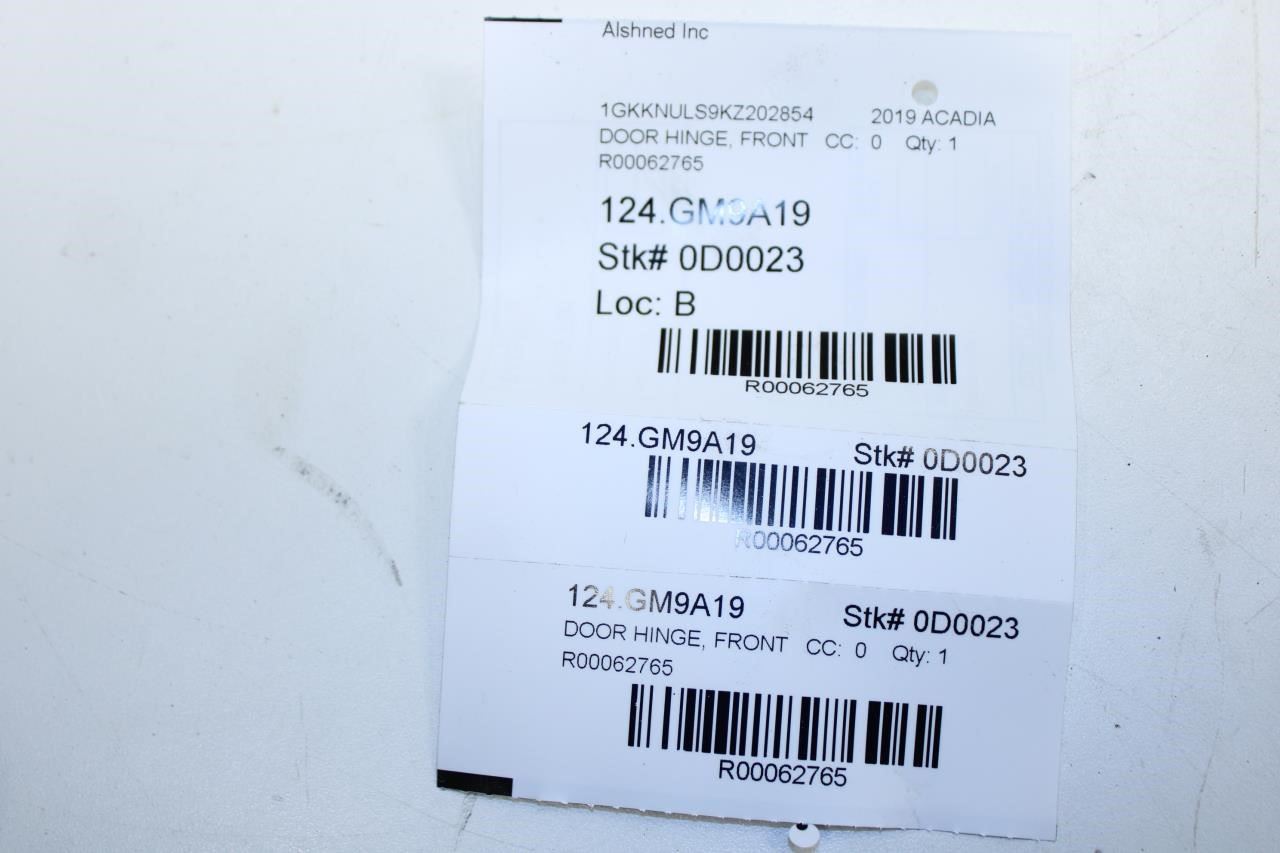 Alshned Inc
1GKKNULS9KZ202854 2019 ACADIA
DOOR HINGE, FRONT CC: 0 Qty: 1
R00062765
124.GM9A19
Stk# 0D0023
Loc: B
R00062765
124.GM9A19 Stk# 0D0023
R00062765
124.GM9A19 Stk# 0D0023
DOOR HINGE, FRONT CC: 0 Qty: 1
R00062765
R00062765